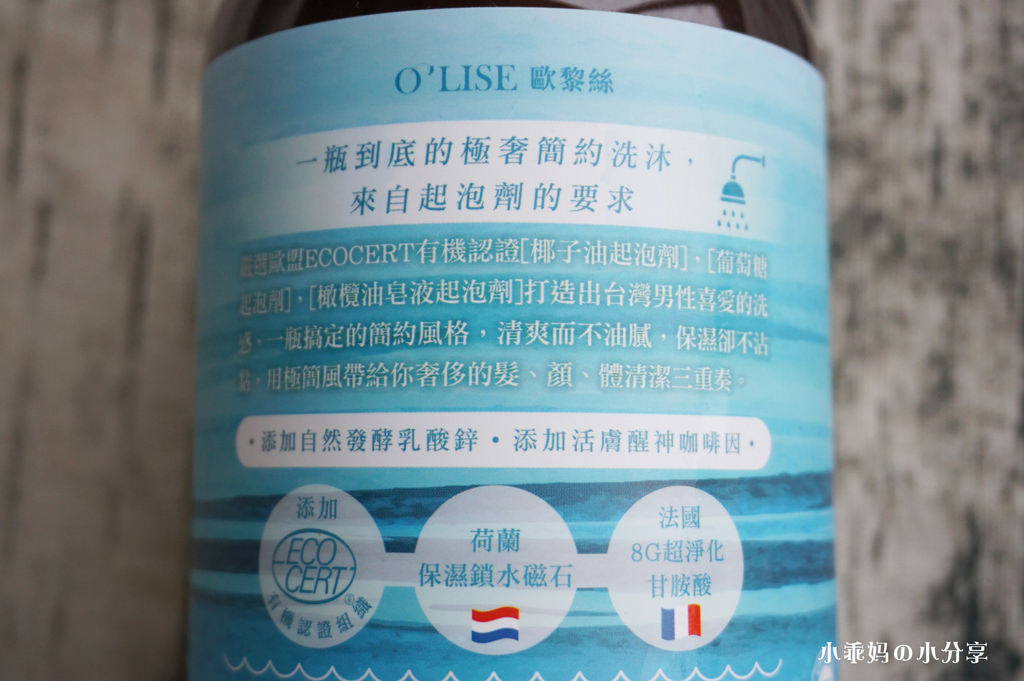 O'LISE 歐黎絲
一瓶到底的極奢簡約洗沐，
來自起泡劑的要求
嚴選歐盟ECOCERT有機認證[椰子油起泡劑]，[葡萄糖
起泡劑]，[橄欖油皂液起泡劑]打造出台灣男性喜愛的洗
感，一瓶搞定的簡約風格，清爽而不油膩，保濕卻不沾
黏，用極簡風帶給你奢侈的髮、顏、體清潔三重奏。
·添加自然發酵乳酸鋅·添加活膚醒神咖啡因·
添加
ECO
CERT®
有機認證組織
荷蘭
保濕鎖水磁石
法國
8G超淨化
甘胺酸
小乖妈の小分享